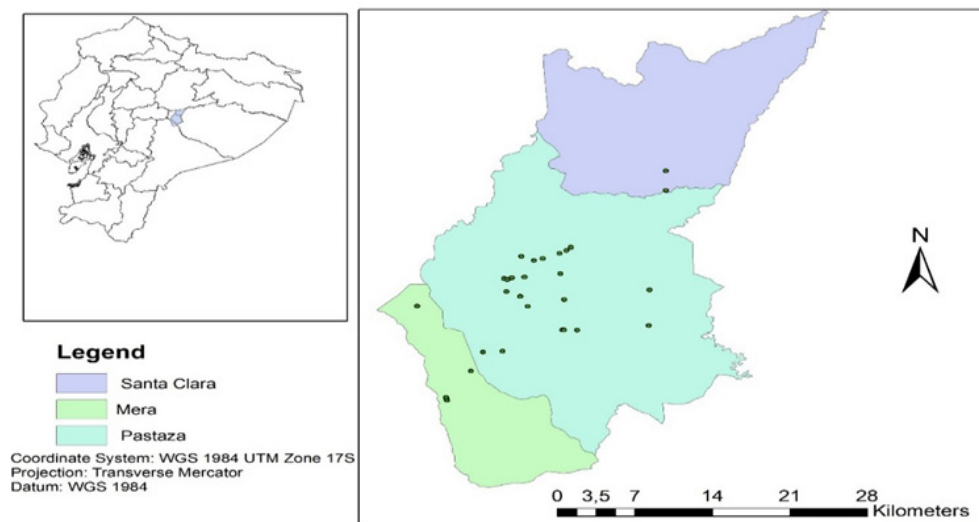 Legend
Santa Clara
Mera
Pastaza
Coordinate System: WGS 1984 UTM Zone 17S
Projection: Transverse Mercator
Datum: WGS 1984
N
0 3,5 7 14 21 28
Kilometers